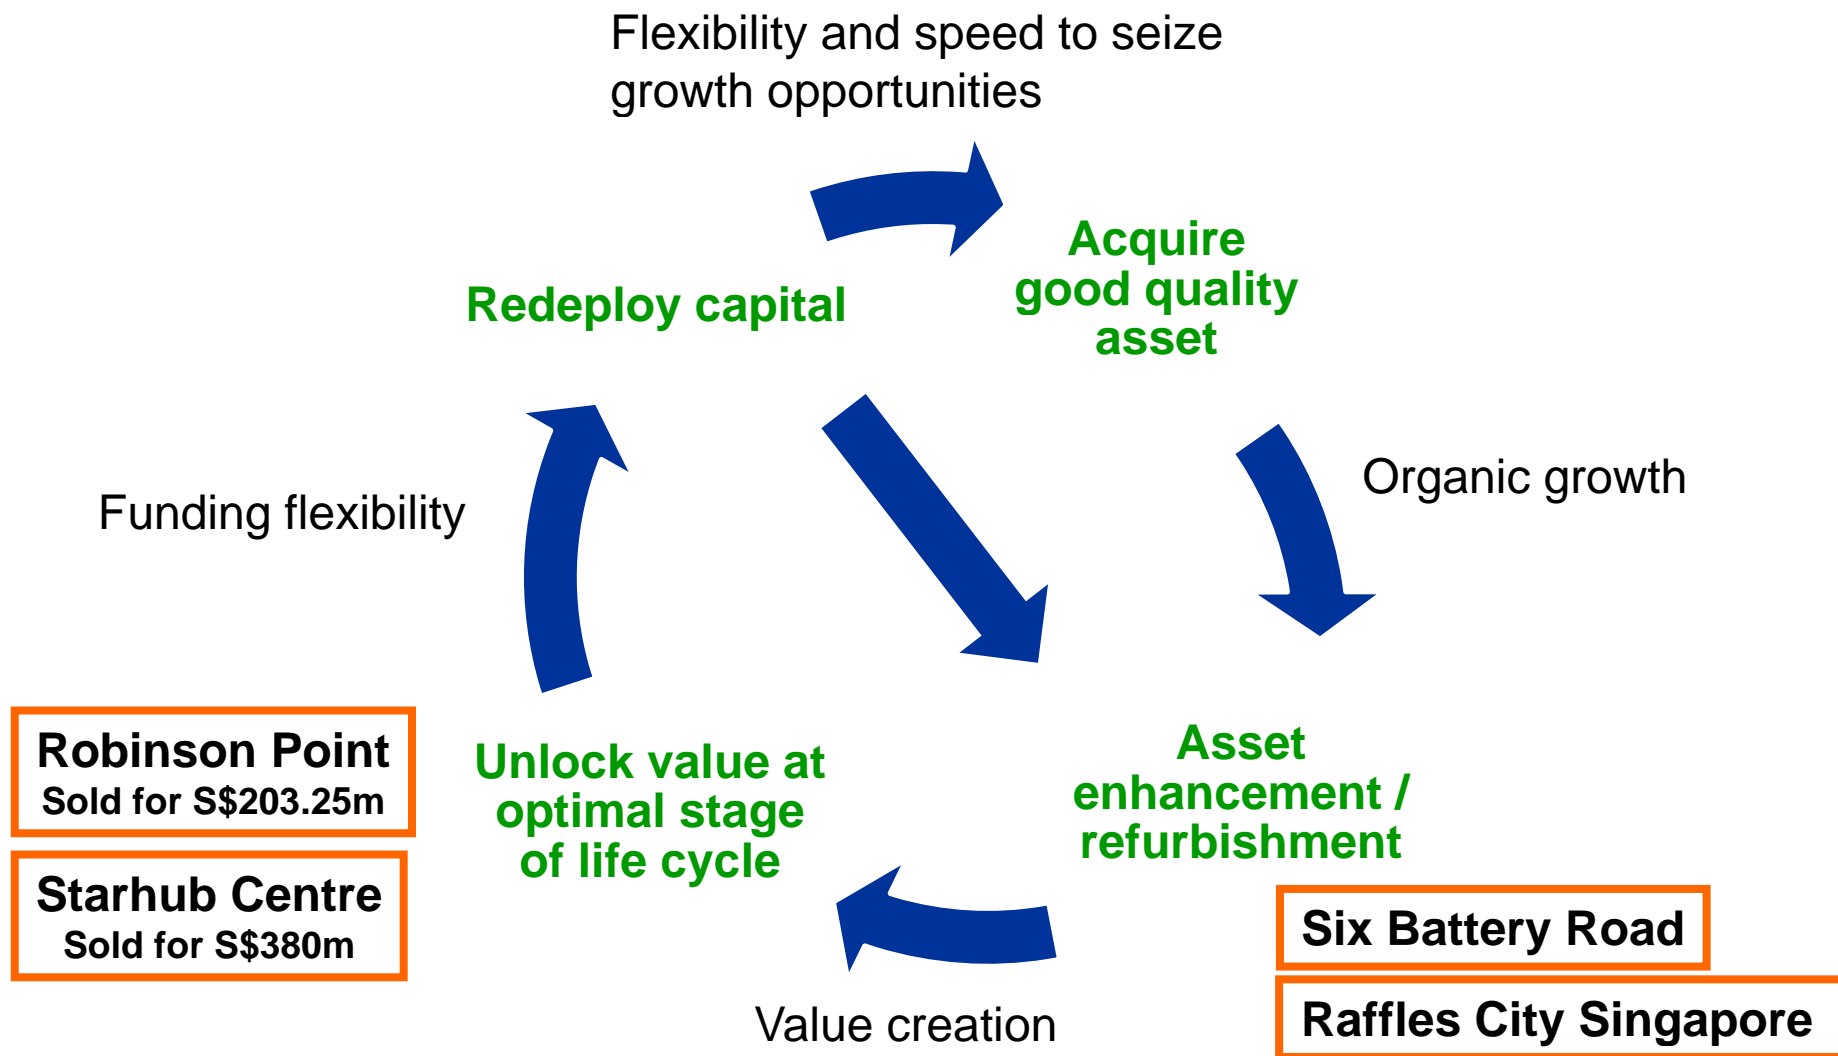 Flexibility and speed to seize
growth opportunities
Acquire
good quality
asset
Redeploy capital
Organic growth
Funding flexibility
Robinson Point
Sold for S$203.25m
Starhub Centre
Sold for S$380m
Unlock value at
optimal stage
of life cycle
Asset
enhancement /
refurbishment
Six Battery Road
Raffles City Singapore
Value creation